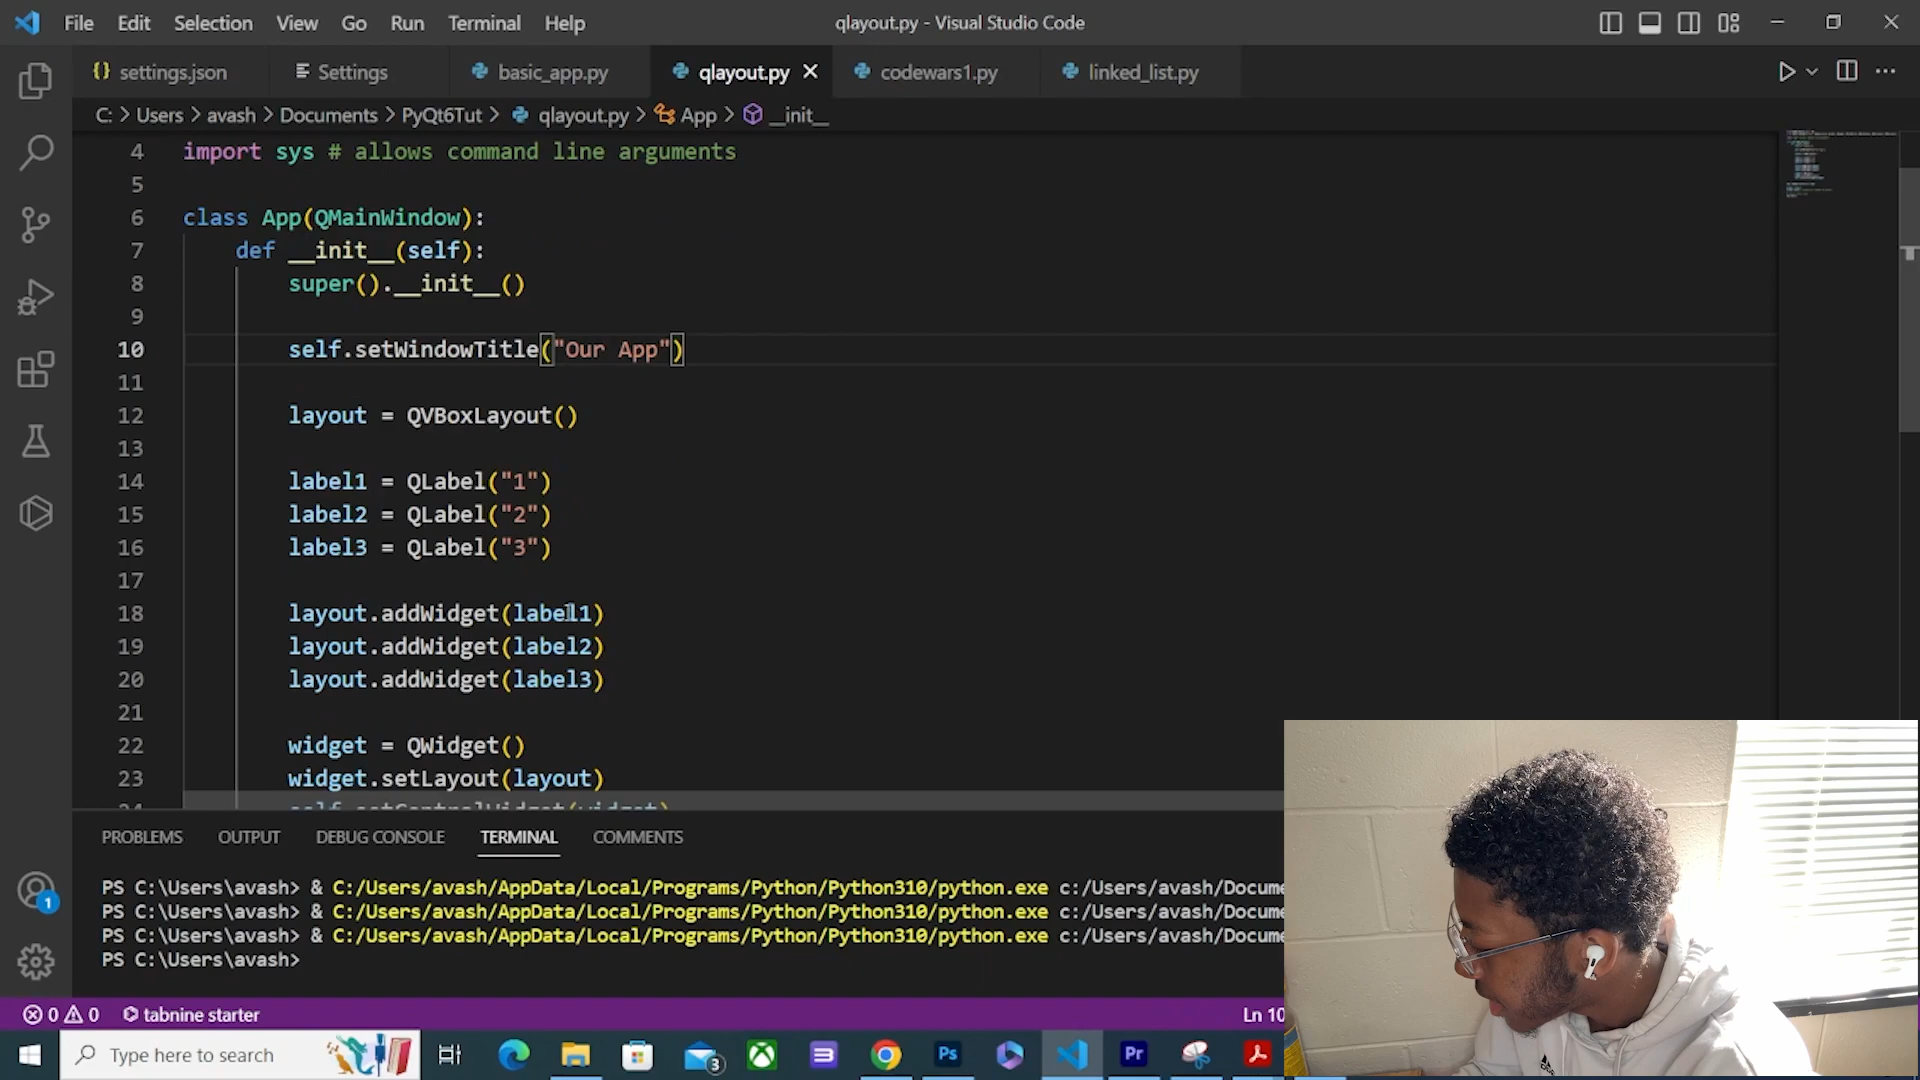 File Edit Selection View Go Run Terminal Help
qlayout.py - Visual Studio Code
settings.json Settings basic_app.py qlayout.py codewars1.py linked_list.py
C: > Users > avash > Documents > PyQt6Tut > qlayout.py > App > __init__
4 import sys # allows command line arguments
5
6 class App(QMainWindow):
7 def __init__(self):
8 super().__init__()
9
10 self.setWindowTitle("Our App")
11
12 layout = QVBoxLayout()
13
14 label1 = QLabel("1")
15 label2 = QLabel("2")
16 label3 = QLabel("3")
17
18 layout.addWidget(label1)
19 layout.addWidget(label2)
20 layout.addWidget(label3)
21
22 widget = QWidget()
23 widget.setLayout(layout)
24 self.setCentralWidget(widget)
PROBLEMS OUTPUT DEBUG CONSOLE TERMINAL COMMENTS
PS C:\Users\avash> & C:/Users/avash/AppData/Local/Programs/Python/Python310/python.exe c:/Users/avash/Docume
PS C:\Users\avash> & C:/Users/avash/AppData/Local/Programs/Python/Python310/python.exe c:/Users/avash/Docume
PS C:\Users\avash> & C:/Users/avash/AppData/Local/Programs/Python/Python310/python.exe c:/Users/avash/Docume
PS C:\Users\avash>
1
0 0 tabnine starter Ln 10
Type here to search 3 Ps Pr